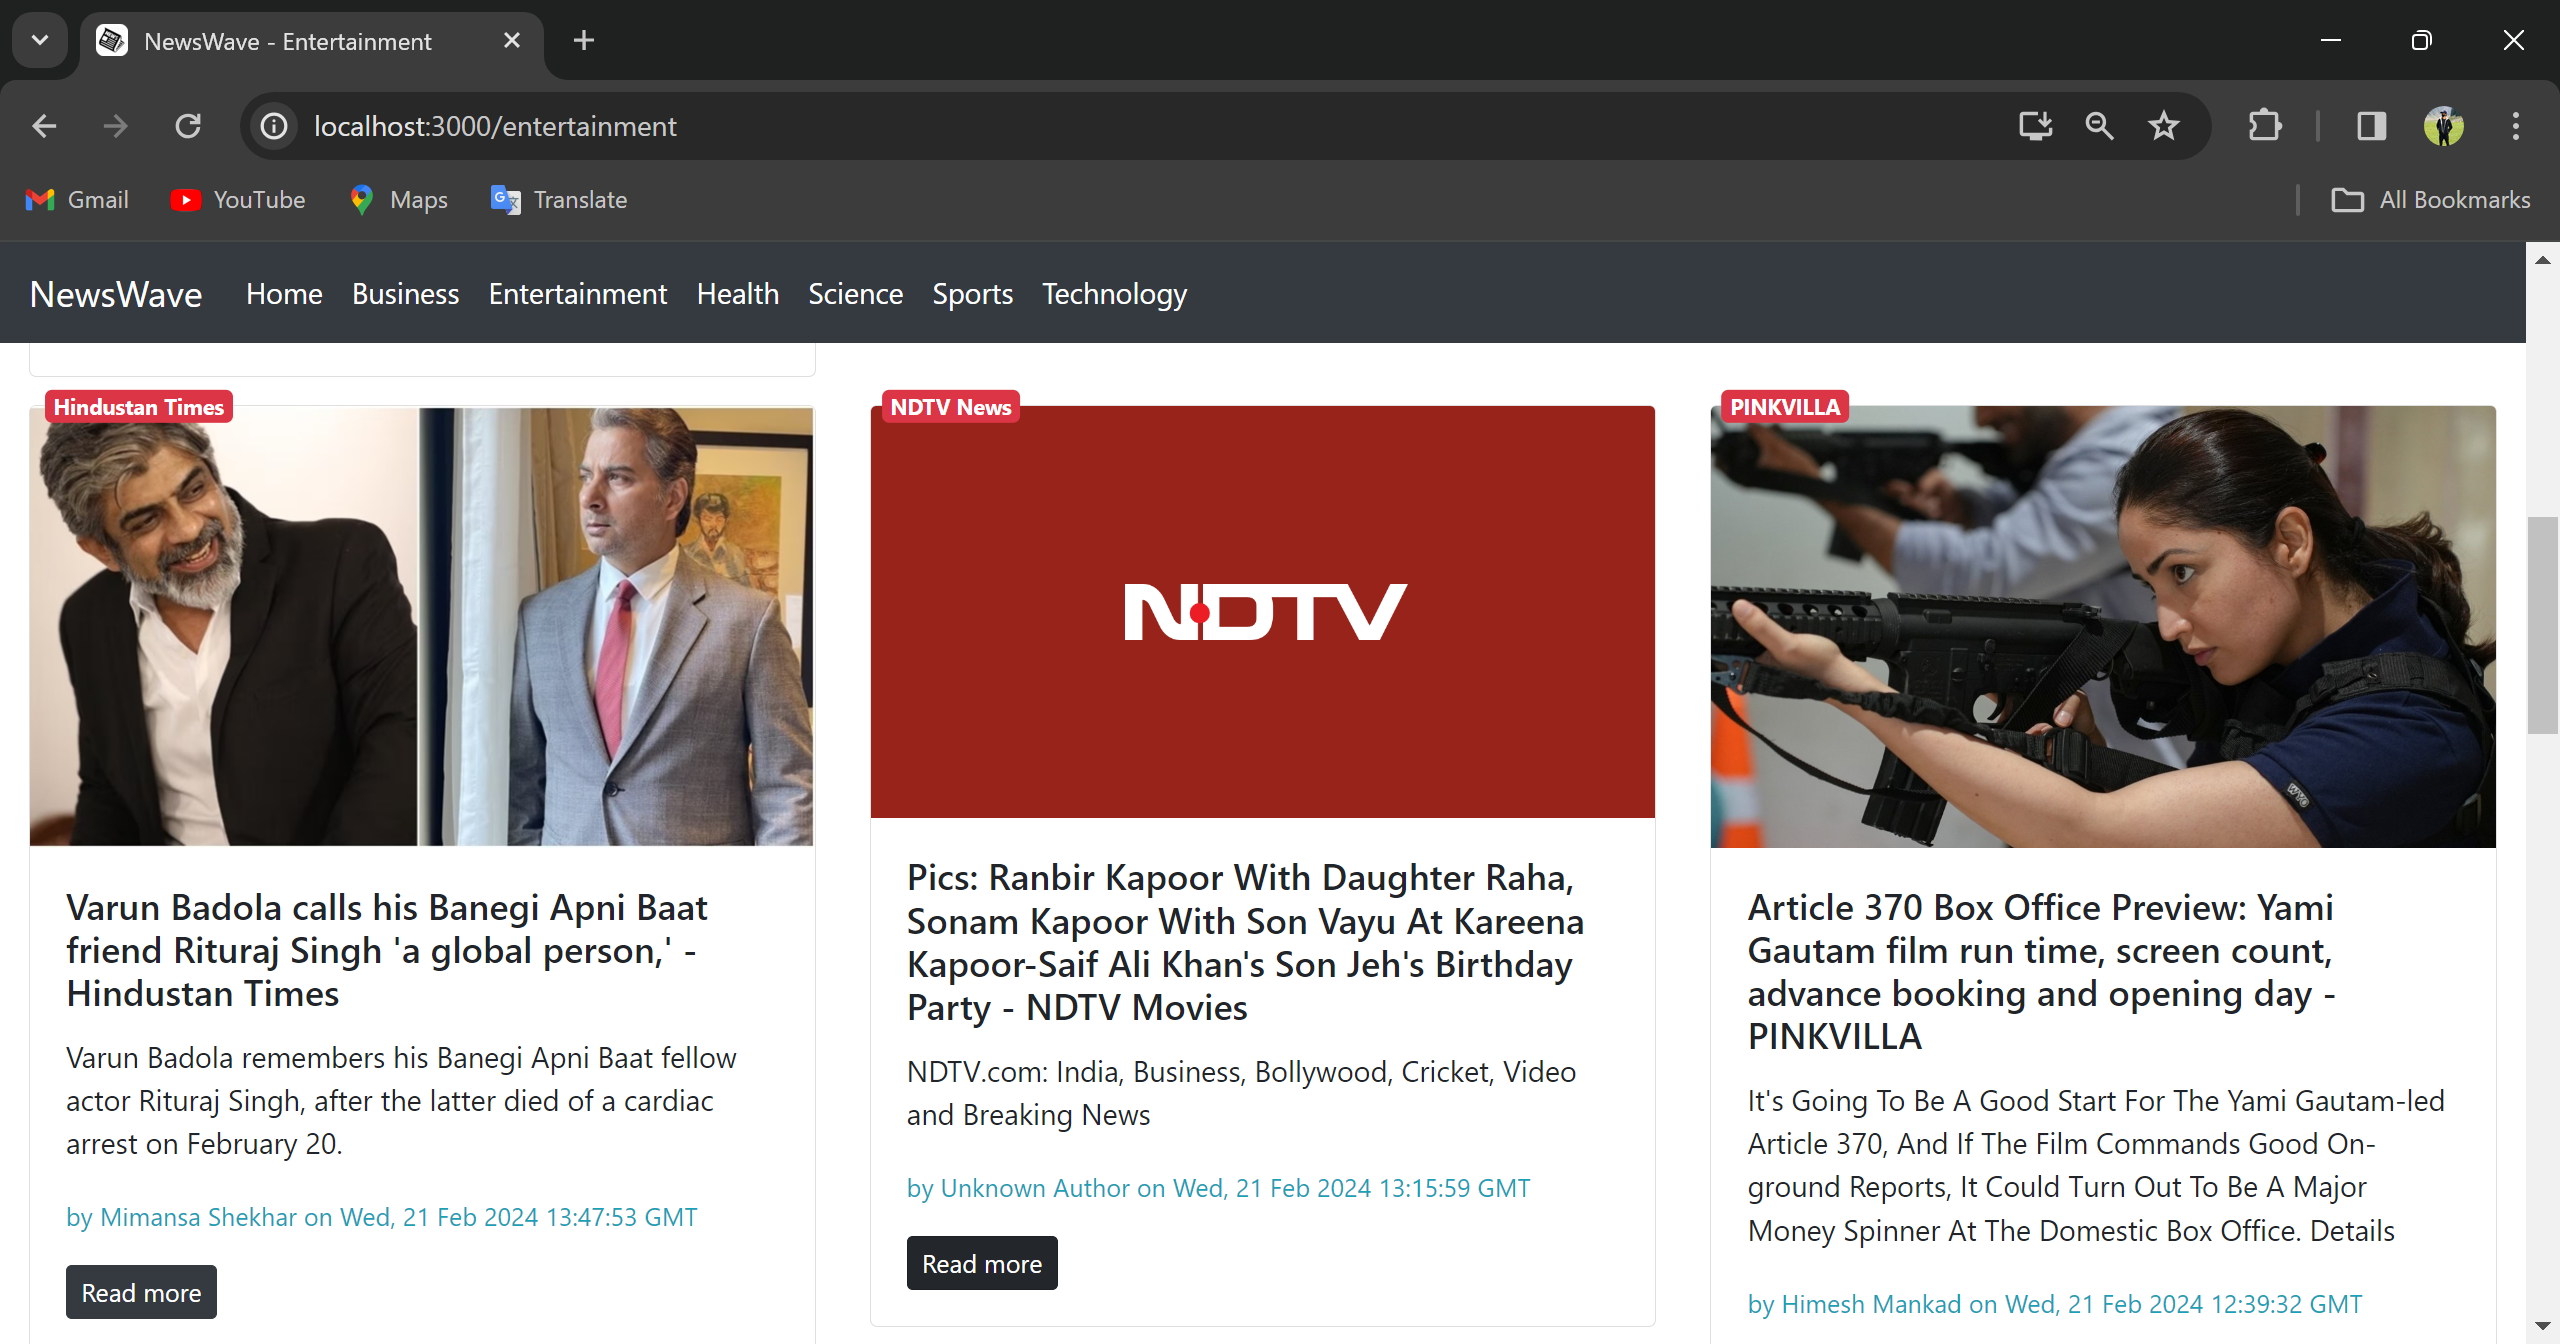 NewsWave - Entertainment
localhost:3000/entertainment
Gmail YouTube Maps Translate All Bookmarks
NewsWave Home Business Entertainment Health Science Sports Technology
Hindustan Times
Varun Badola calls his Banegi Apni Baat
friend Rituraj Singh 'a global person,' -
Hindustan Times
Varun Badola remembers his Banegi Apni Baat fellow
actor Rituraj Singh, after the latter died of a cardiac
arrest on February 20.
by Mimansa Shekhar on Wed, 21 Feb 2024 13:47:53 GMT
Read more
NDTV News
NDTV
Pics: Ranbir Kapoor With Daughter Raha,
Sonam Kapoor With Son Vayu At Kareena
Kapoor-Saif Ali Khan's Son Jeh's Birthday
Party - NDTV Movies
NDTV.com: India, Business, Bollywood, Cricket, Video
and Breaking News
by Unknown Author on Wed, 21 Feb 2024 13:15:59 GMT
Read more
PINKVILLA
Article 370 Box Office Preview: Yami
Gautam film run time, screen count,
advance booking and opening day -
PINKVILLA
It's Going To Be A Good Start For The Yami Gautam-led
Article 370, And If The Film Commands Good On-
ground Reports, It Could Turn Out To Be A Major
Money Spinner At The Domestic Box Office. Details
by Himesh Mankad on Wed, 21 Feb 2024 12:39:32 GMT